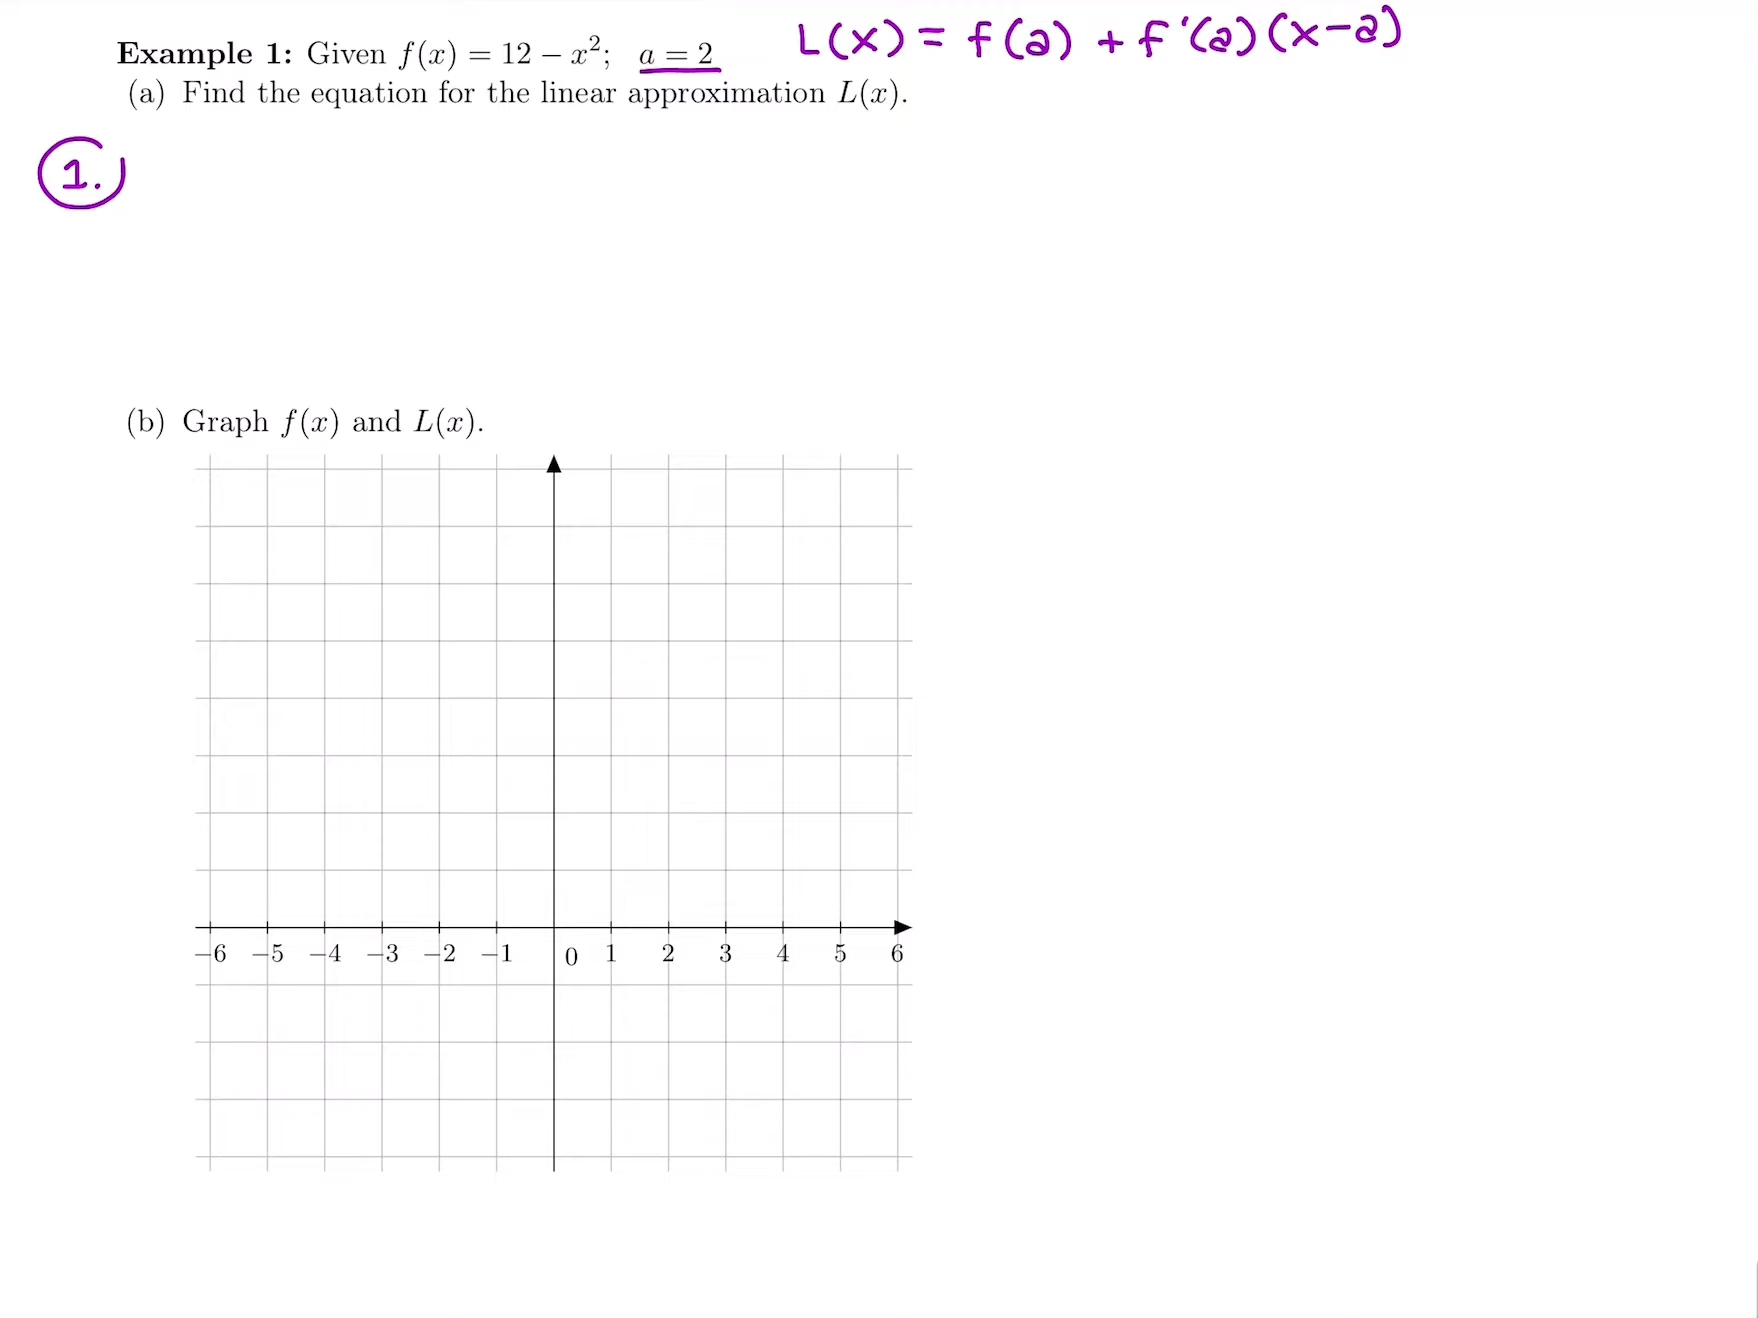 Example 1: Given f(x) = 12 − x²; a = 2 L(x) = f(a) + f'(a)(x-a)
(a) Find the equation for the linear approximation L(x).
1.
(b) Graph f(x) and L(x).
−6 −5 −4 −3 −2 −1 0 1 2 3 4 5 6